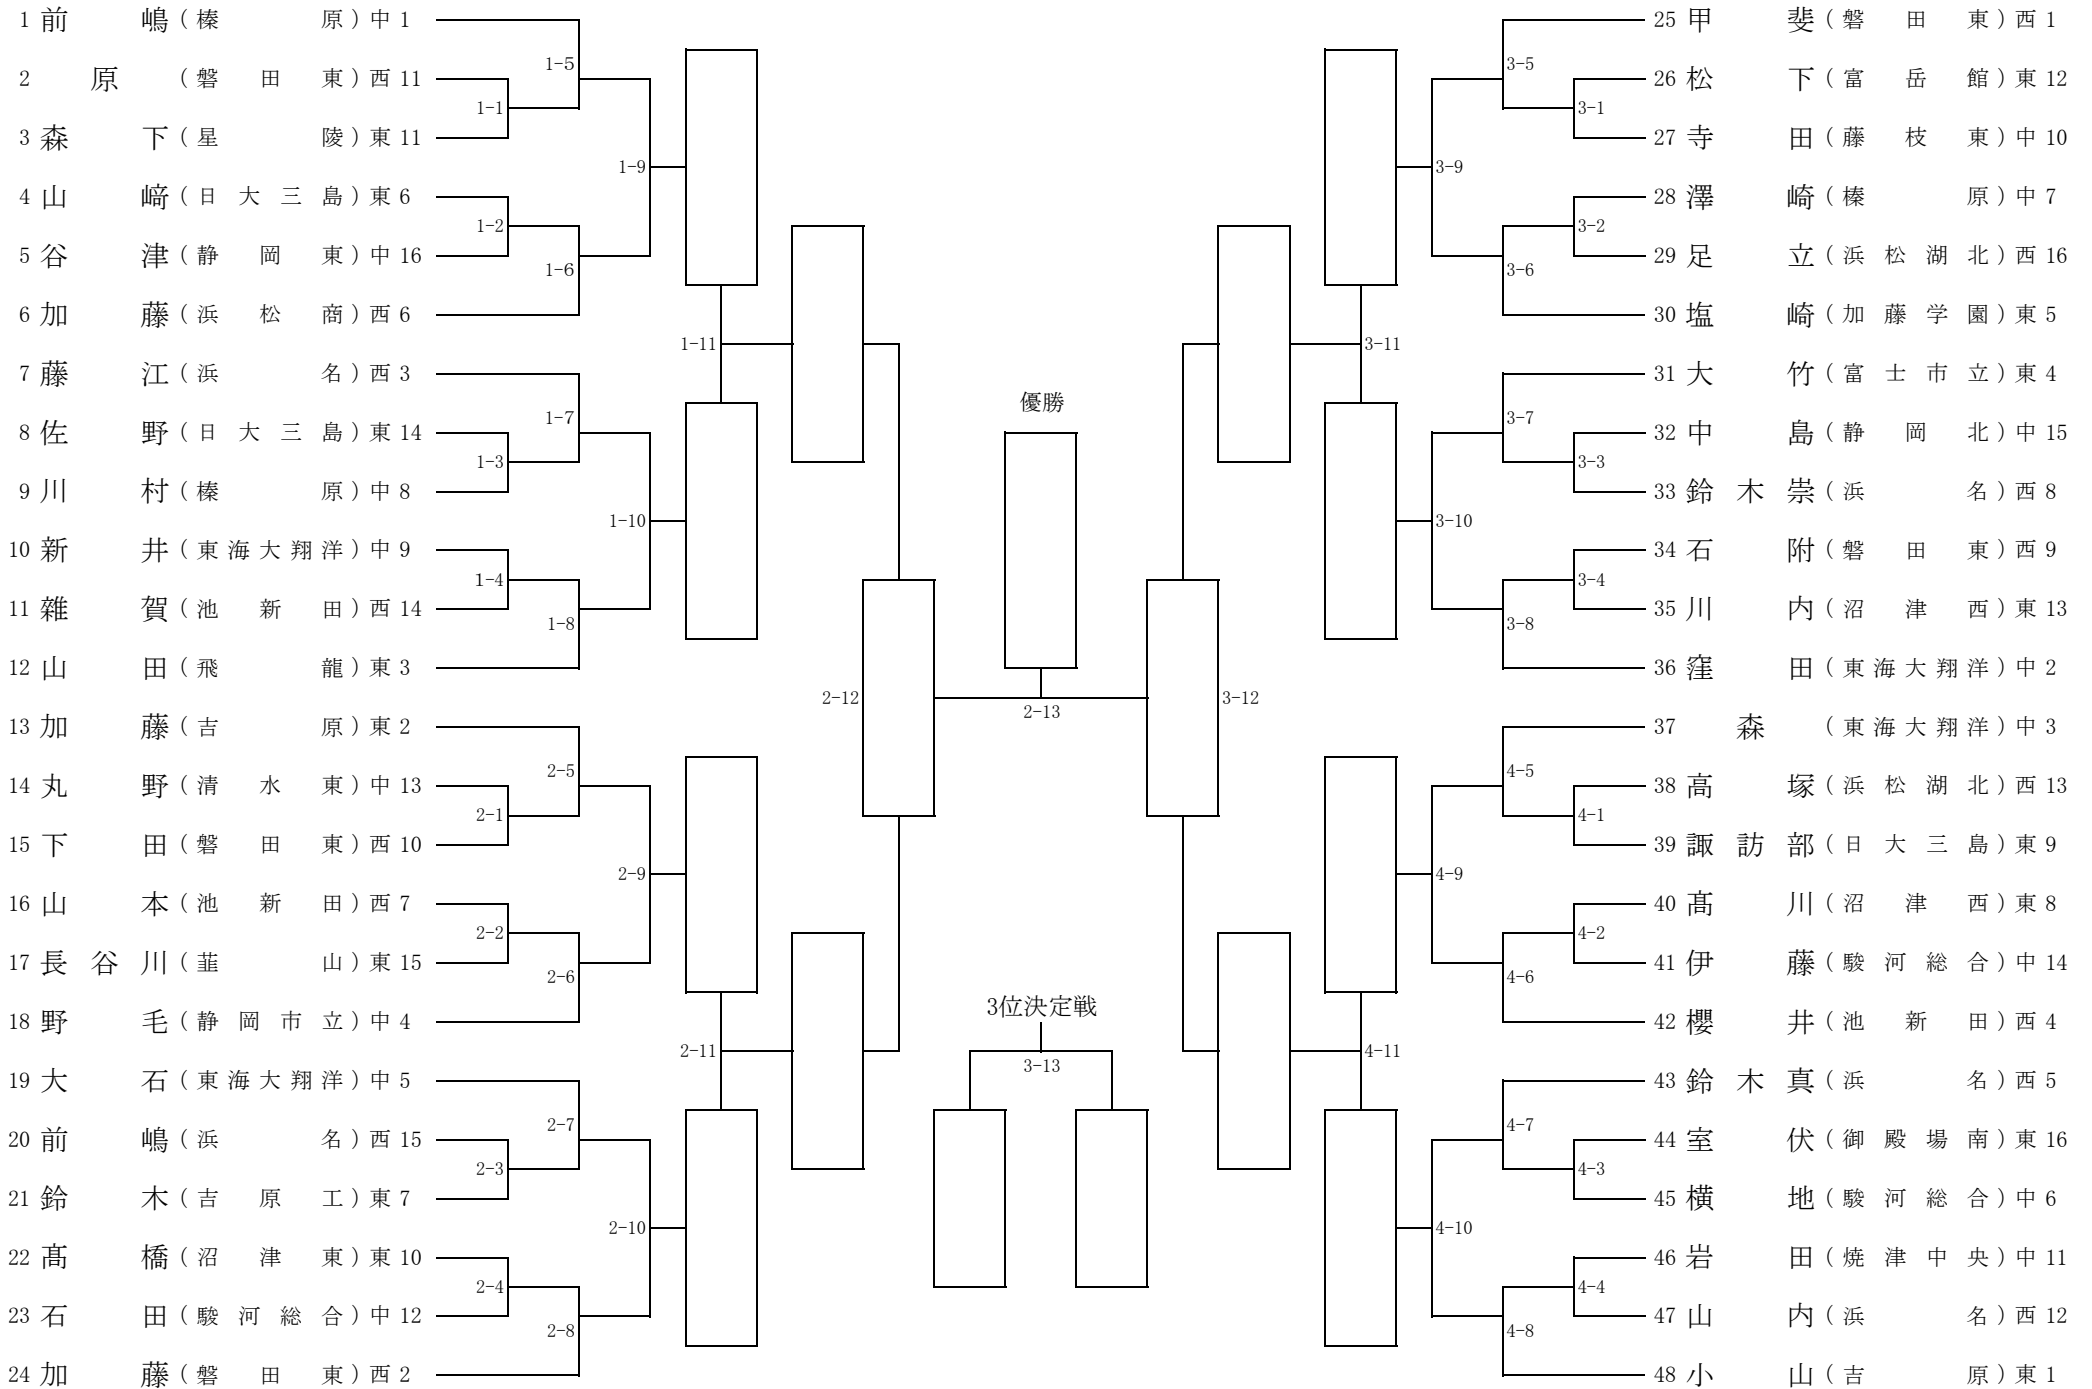 1 前嶋 (榛原) 中 1
2 原 (磐田東) 西 11
3 森下 (星陵) 東 11
4 山﨑 (日大三島) 東 6
5 谷津 (静岡東) 中 16
6 加藤 (浜松商) 西 6
7 藤江 (浜名) 西 3
8 佐野 (日大三島) 東 14
9 川村 (榛原) 中 8
10 新井 (東海大翔洋) 中 9
11 雑賀 (池新田) 西 14
12 山田 (飛龍) 東 3
13 加藤 (吉原) 東 2
14 丸野 (清水東) 中 13
15 下田 (磐田東) 西 10
16 山本 (池新田) 西 7
17 長谷川 (韮山) 東 15
18 野毛 (静岡市立) 中 4
19 大石 (東海大翔洋) 中 5
20 前嶋 (浜名) 西 15
21 鈴木 (吉原工) 東 7
22 髙橋 (沼津東) 東 10
23 石田 (駿河総合) 中 12
24 加藤 (磐田東) 西 2
1-1
1-2
1-3
1-4
2-1
2-2
2-3
2-4
1-5
1-6
1-7
1-8
2-5
2-6
2-7
2-8
1-9
1-10
2-9
2-10
1-11
2-11
2-12
優勝
2-13
3位決定戦
3-13
3-12
3-11
4-11
3-9
3-10
4-9
4-10
3-5
3-6
3-7
3-8
4-5
4-6
4-7
4-8
3-1
3-2
3-3
3-4
4-1
4-2
4-3
4-4
25 甲斐 (磐田東) 西 1
26 松下 (富岳館) 東 12
27 寺田 (藤枝東) 中 10
28 澤崎 (榛原) 中 7
29 足立 (浜松湖北) 西 16
30 塩崎 (加藤学園) 東 5
31 大竹 (富士市立) 東 4
32 中島 (静岡北) 中 15
33 鈴木崇 (浜名) 西 8
34 石附 (磐田東) 西 9
35 川内 (沼津西) 東 13
36 窪田 (東海大翔洋) 中 2
37 森 (東海大翔洋) 中 3
38 高塚 (浜松湖北) 西 13
39 諏訪部 (日大三島) 東 9
40 髙川 (沼津西) 東 8
41 伊藤 (駿河総合) 中 14
42 櫻井 (池新田) 西 4
43 鈴木真 (浜名) 西 5
44 室伏 (御殿場南) 東 16
45 横地 (駿河総合) 中 6
46 岩田 (焼津中央) 中 11
47 山内 (浜名) 西 12
48 小山 (吉原) 東 1